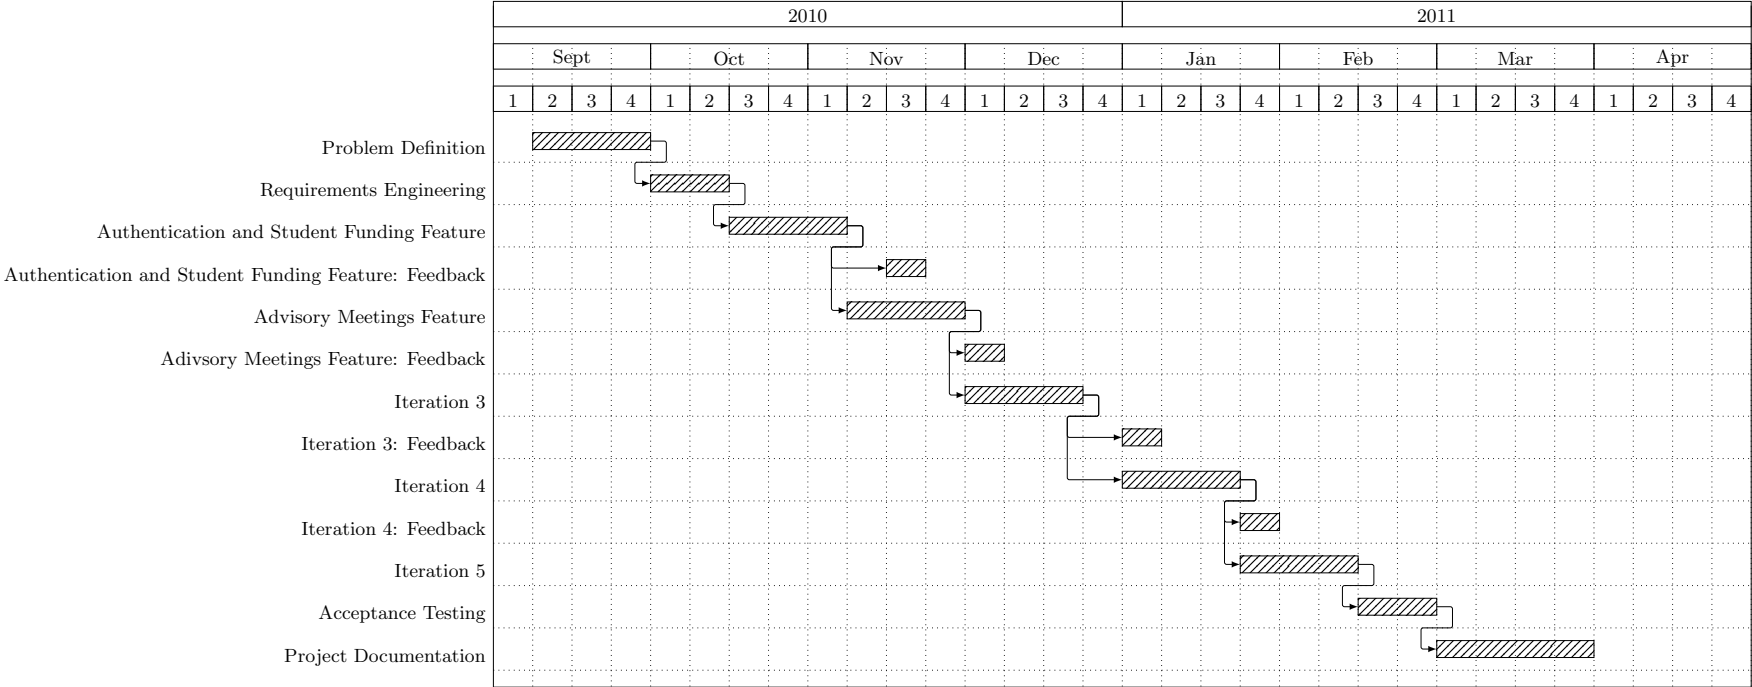 2010 2011
Sept Oct Nov Dec Jan Feb Mar Apr
1 2 3 4 1 2 3 4 1 2 3 4 1 2 3 4 1 2 3 4 1 2 3 4 1 2 3 4 1 2 3 4
Problem Definition
Requirements Engineering
Authentication and Student Funding Feature
Authentication and Student Funding Feature: Feedback
Advisory Meetings Feature
Adivsory Meetings Feature: Feedback
Iteration 3
Iteration 3: Feedback
Iteration 4
Iteration 4: Feedback
Iteration 5
Acceptance Testing
Project Documentation